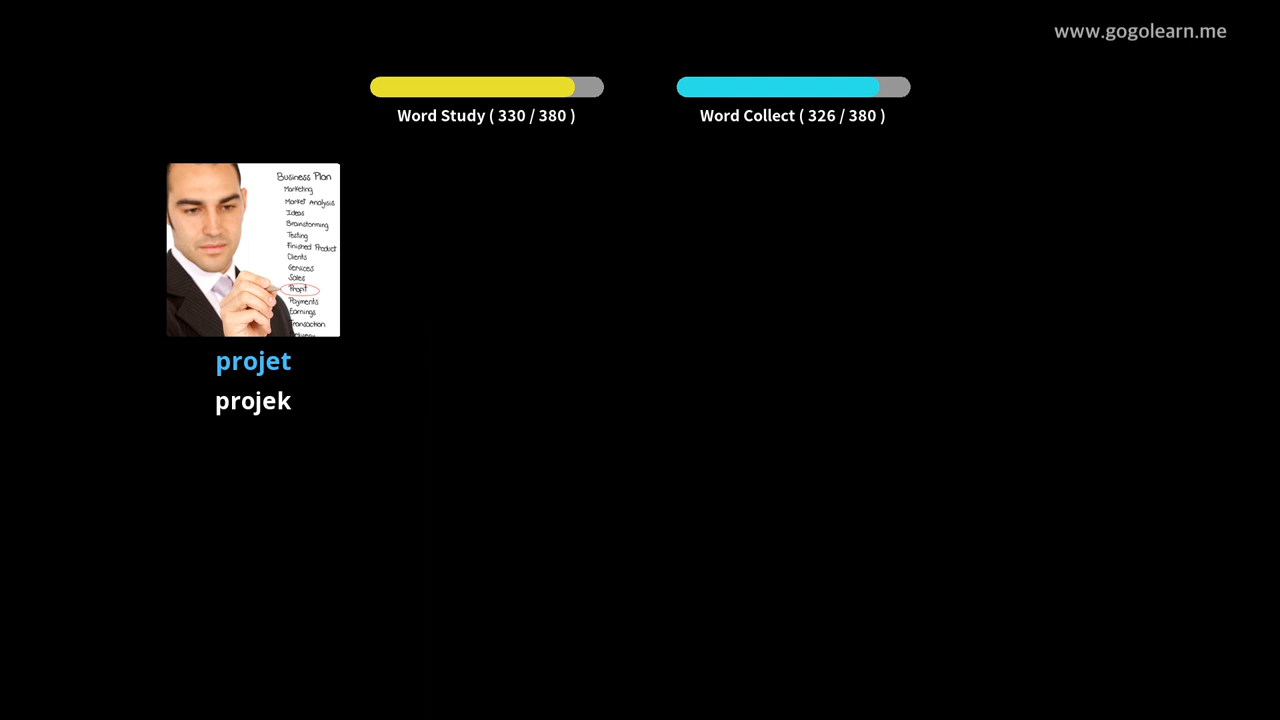 www.gogolearn.me
Word Study ( 330 / 380 )
Word Collect ( 326 / 380 )
Business Plan
Marketing
Market Analysis
Ideas
Brainstorming
Testing
Finished Product
Clients
Services
Sales
Profit
Payments
Earnings
Transaction
projet
projek